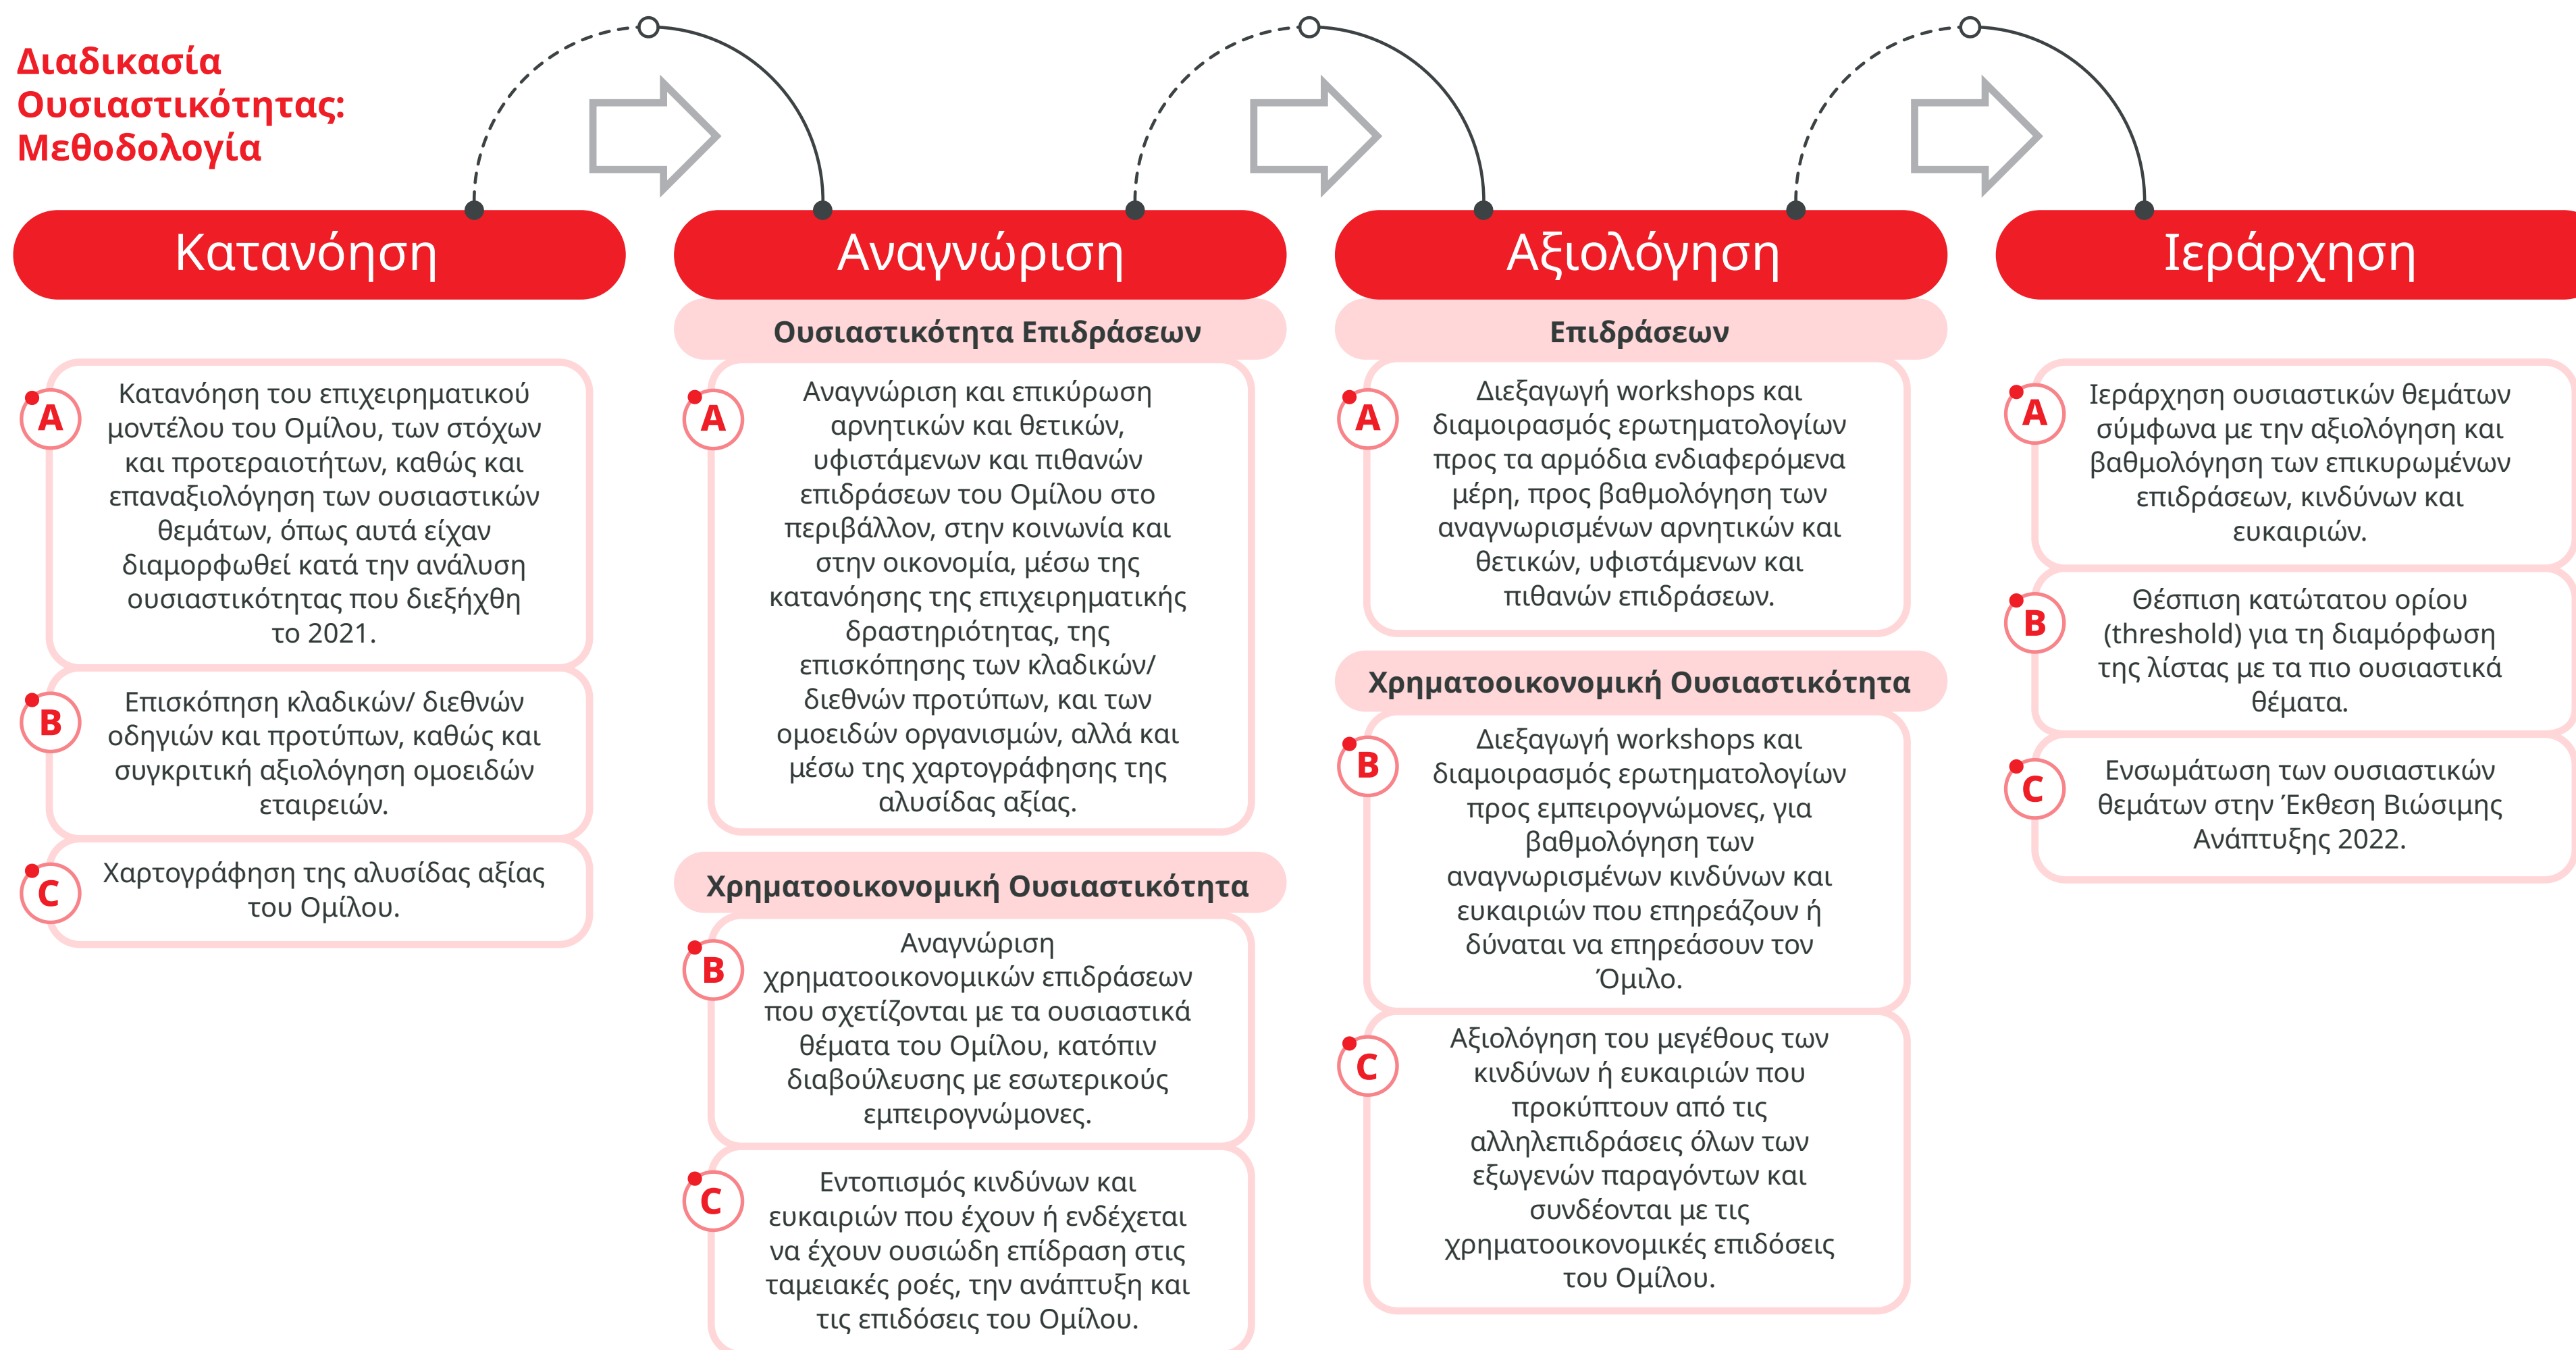 Διαδικασία
Ουσιαστικότητας:
Μεθοδολογία
Κατανόηση
A
Κατανόηση του επιχειρηματικού
μοντέλου του Ομίλου, των στόχων
και προτεραιοτήτων, καθώς και
επαναξιολόγηση των ουσιαστικών
θεμάτων, όπως αυτά είχαν
διαμορφωθεί κατά την ανάλυση
ουσιαστικότητας που διεξήχθη
το 2021.
B
Επισκόπηση κλαδικών/ διεθνών
οδηγιών και προτύπων, καθώς και
συγκριτική αξιολόγηση ομοειδών
εταιρειών.
C
Χαρτογράφηση της αλυσίδας αξίας
του Ομίλου.
Αναγνώριση
Ουσιαστικότητα Επιδράσεων
A
Αναγνώριση και επικύρωση
αρνητικών και θετικών,
υφιστάμενων και πιθανών
επιδράσεων του Ομίλου στο
περιβάλλον, στην κοινωνία και
στην οικονομία, μέσω της
κατανόησης της επιχειρηματικής
δραστηριότητας, της
επισκόπησης των κλαδικών/
διεθνών προτύπων, και των
ομοειδών οργανισμών, αλλά και
μέσω της χαρτογράφησης της
αλυσίδας αξίας.
Χρηματοοικονομική Ουσιαστικότητα
B
Αναγνώριση
χρηματοοικονομικών επιδράσεων
που σχετίζονται με τα ουσιαστικά
θέματα του Ομίλου, κατόπιν
διαβούλευσης με εσωτερικούς
εμπειρογνώμονες.
C
Εντοπισμός κινδύνων και
ευκαιριών που έχουν ή ενδέχεται
να έχουν ουσιώδη επίδραση στις
ταμειακές ροές, την ανάπτυξη και
τις επιδόσεις του Ομίλου.
Αξιολόγηση
Επιδράσεων
A
Διεξαγωγή workshops και
διαμοιρασμός ερωτηματολογίων
προς τα αρμόδια ενδιαφερόμενα
μέρη, προς βαθμολόγηση των
αναγνωρισμένων αρνητικών και
θετικών, υφιστάμενων και
πιθανών επιδράσεων.
Χρηματοοικονομική Ουσιαστικότητα
B
Διεξαγωγή workshops και
διαμοιρασμός ερωτηματολογίων
προς εμπειρογνώμονες, για
βαθμολόγηση των
αναγνωρισμένων κινδύνων και
ευκαιριών που επηρεάζουν ή
δύναται να επηρεάσουν τον
Όμιλο.
C
Αξιολόγηση του μεγέθους των
κινδύνων ή ευκαιριών που
προκύπτουν από τις
αλληλεπιδράσεις όλων των
εξωγενών παραγόντων και
συνδέονται με τις
χρηματοοικονομικές επιδόσεις
του Ομίλου.
Ιεράρχηση
A
Ιεράρχηση ουσιαστικών θεμάτων
σύμφωνα με την αξιολόγηση και
βαθμολόγηση των επικυρωμένων
επιδράσεων, κινδύνων και
ευκαιριών.
B
Θέσπιση κατώτατου ορίου
(threshold) για τη διαμόρφωση
της λίστας με τα πιο ουσιαστικά
θέματα.
C
Ενσωμάτωση των ουσιαστικών
θεμάτων στην Έκθεση Βιώσιμης
Ανάπτυξης 2022.